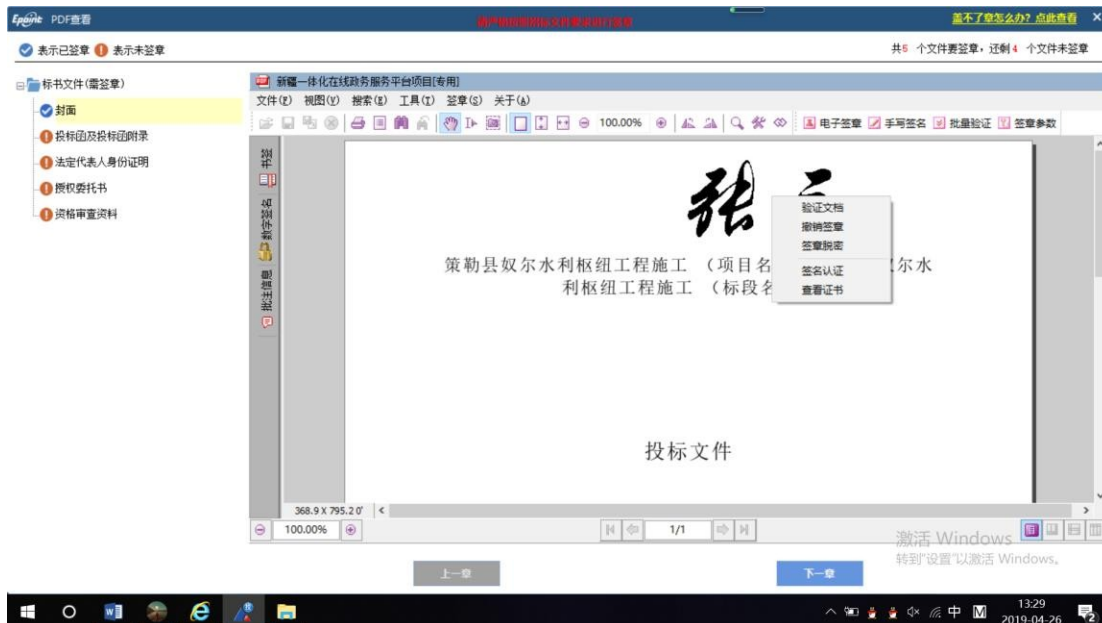 Epoint PDF查看
盖不了章怎么办? 点此查看
表示已签章 表示未签章
共5 个文件要签章，还剩4 个文件未签章
标书文件(需签章)
封面
投标函及投标函附录
法定代表人身份证明
授权委托书
资格审查资料
新疆一体化在线政务服务平台项目[专用]
文件(F) 视图(V) 搜索(E) 工具(T) 签章(S) 关于(A)
100.00%
电子签章 手写签名 批量验证 签章参数
书签
数字签名
批注信息
张三
验证文档
撤销签章
签章脱密
签名认证
查看证书
策勒县奴尔水利枢纽工程施工 （项目名
尔水
利枢纽工程施工 （标段名
投标文件
368.9 X 795.2
100.00%
1/1
激活 Windows
转到"设置"以激活 Windows。
上一章
下一章
中
M
13:29
2019-04-26
2